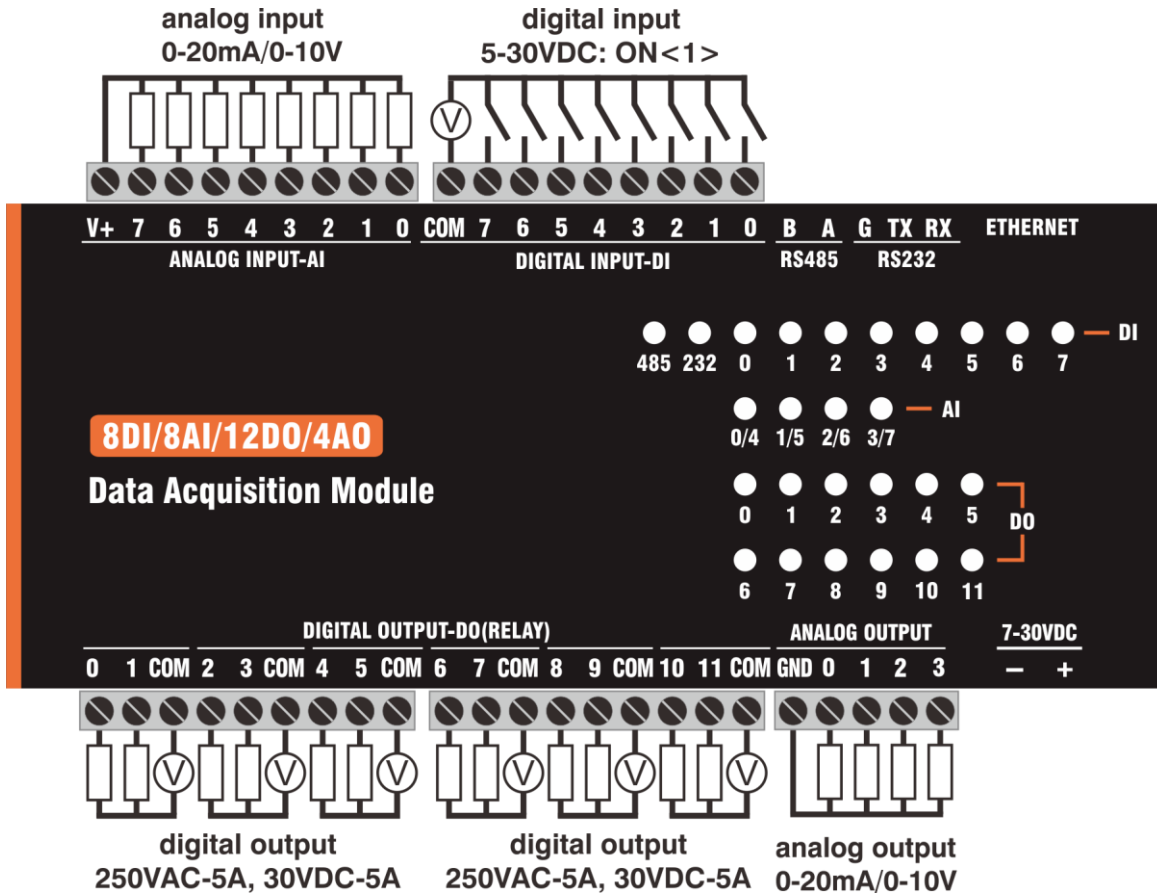 analog input
0-20mA/0-10V
digital input
5-30VDC: ON<1>
V
V+ 7 6 5 4 3 2 1 0 COM 7 6 5 4 3 2 1 0 B A G TX RX ETHERNET
ANALOG INPUT-AI DIGITAL INPUT-DI RS485 RS232
DI
485 232 0 1 2 3 4 5 6 7
AI
0/4 1/5 2/6 3/7
8DI/8AI/12DO/4AO
Data Acquisition Module
0 1 2 3 4 5
DO
6 7 8 9 10 11
DIGITAL OUTPUT-DO(RELAY) ANALOG OUTPUT 7-30VDC
0 1 COM 2 3 COM 4 5 COM 6 7 COM 8 9 COM 10 11 COM GND 0 1 2 3 – +
V V V V V V
digital output
250VAC-5A, 30VDC-5A
digital output
250VAC-5A, 30VDC-5A
analog output
0-20mA/0-10V